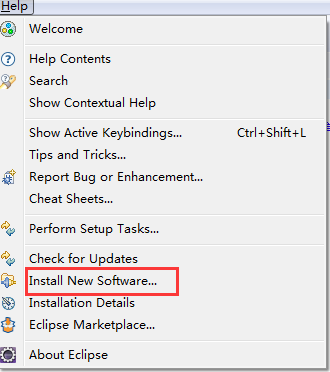 Help
Welcome
Help Contents
Search
Show Contextual Help
Show Active Keybindings... Ctrl+Shift+L
Tips and Tricks...
Report Bug or Enhancement...
Cheat Sheets...
Perform Setup Tasks...
Check for Updates
Install New Software...
Installation Details
Eclipse Marketplace...
About Eclipse